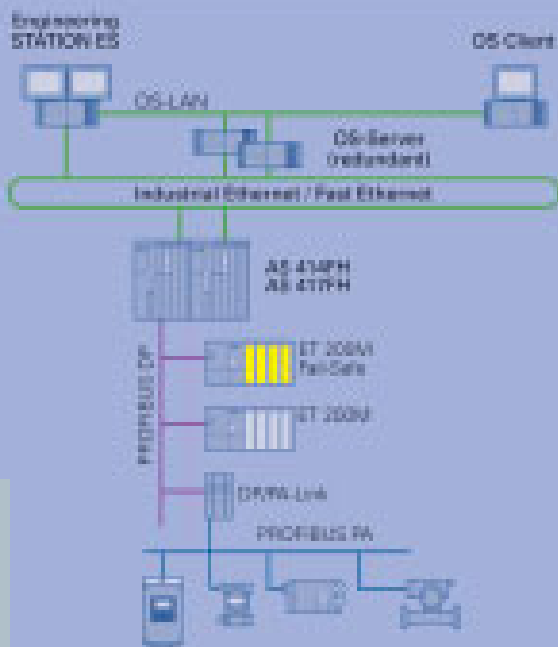 Engineering
STATION ES
OS Client
OS-LAN
OS-Server
(redundant)
Industrial Ethernet / Fast Ethernet
AS 414FH
AS 417FH
PROFIBUS DP
ET 200M
Fail-Safe
ET 200M
DP/PA-Link
PROFIBUS PA